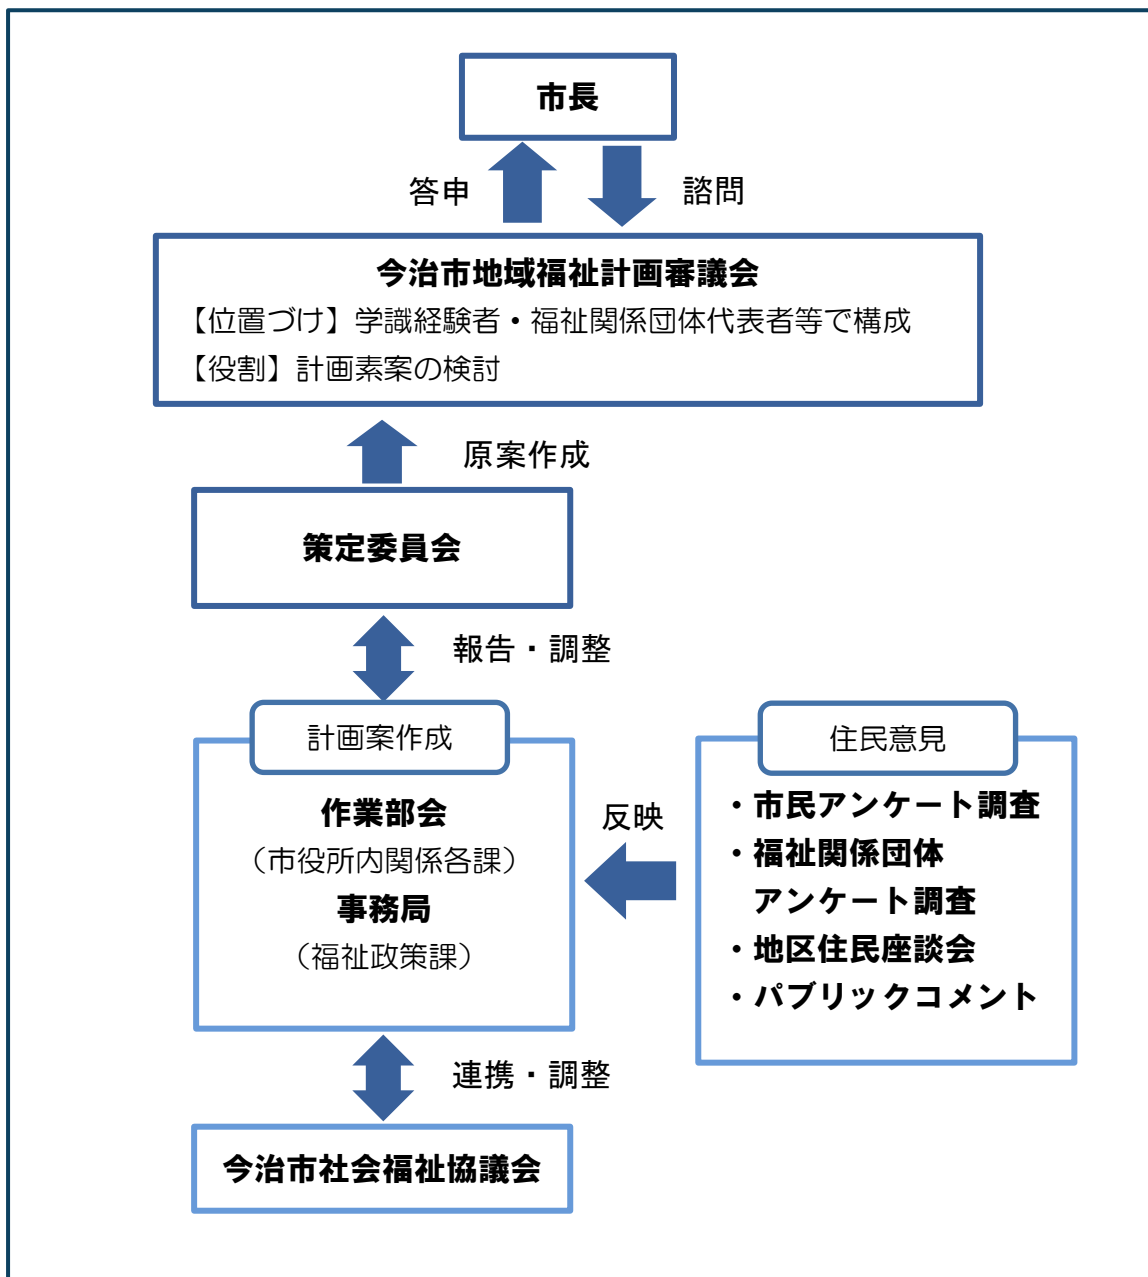 市長
答申
諮問
今治市地域福祉計画審議会
【位置づけ】学識経験者・福祉関係団体代表者等で構成
【役割】計画素案の検討
原案作成
策定委員会
報告・調整
計画案作成
作業部会
（市役所内関係各課）
事務局
（福祉政策課）
反映
住民意見
・市民アンケート調査
・福祉関係団体
アンケート調査
・地区住民座談会
・パブリックコメント
連携・調整
今治市社会福祉協議会